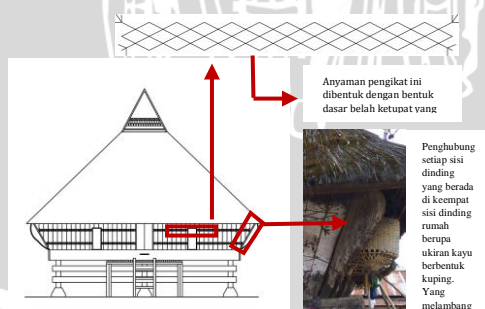 Anyaman pengikat ini
dibentuk dengan bentuk
dasar belah ketupat yang
Penghubung
setiap sisi
dinding
yang berada
di keempat
sisi dinding
rumah
berupa
ukiran kayu
berbentuk
kuping.
Yang
melambang